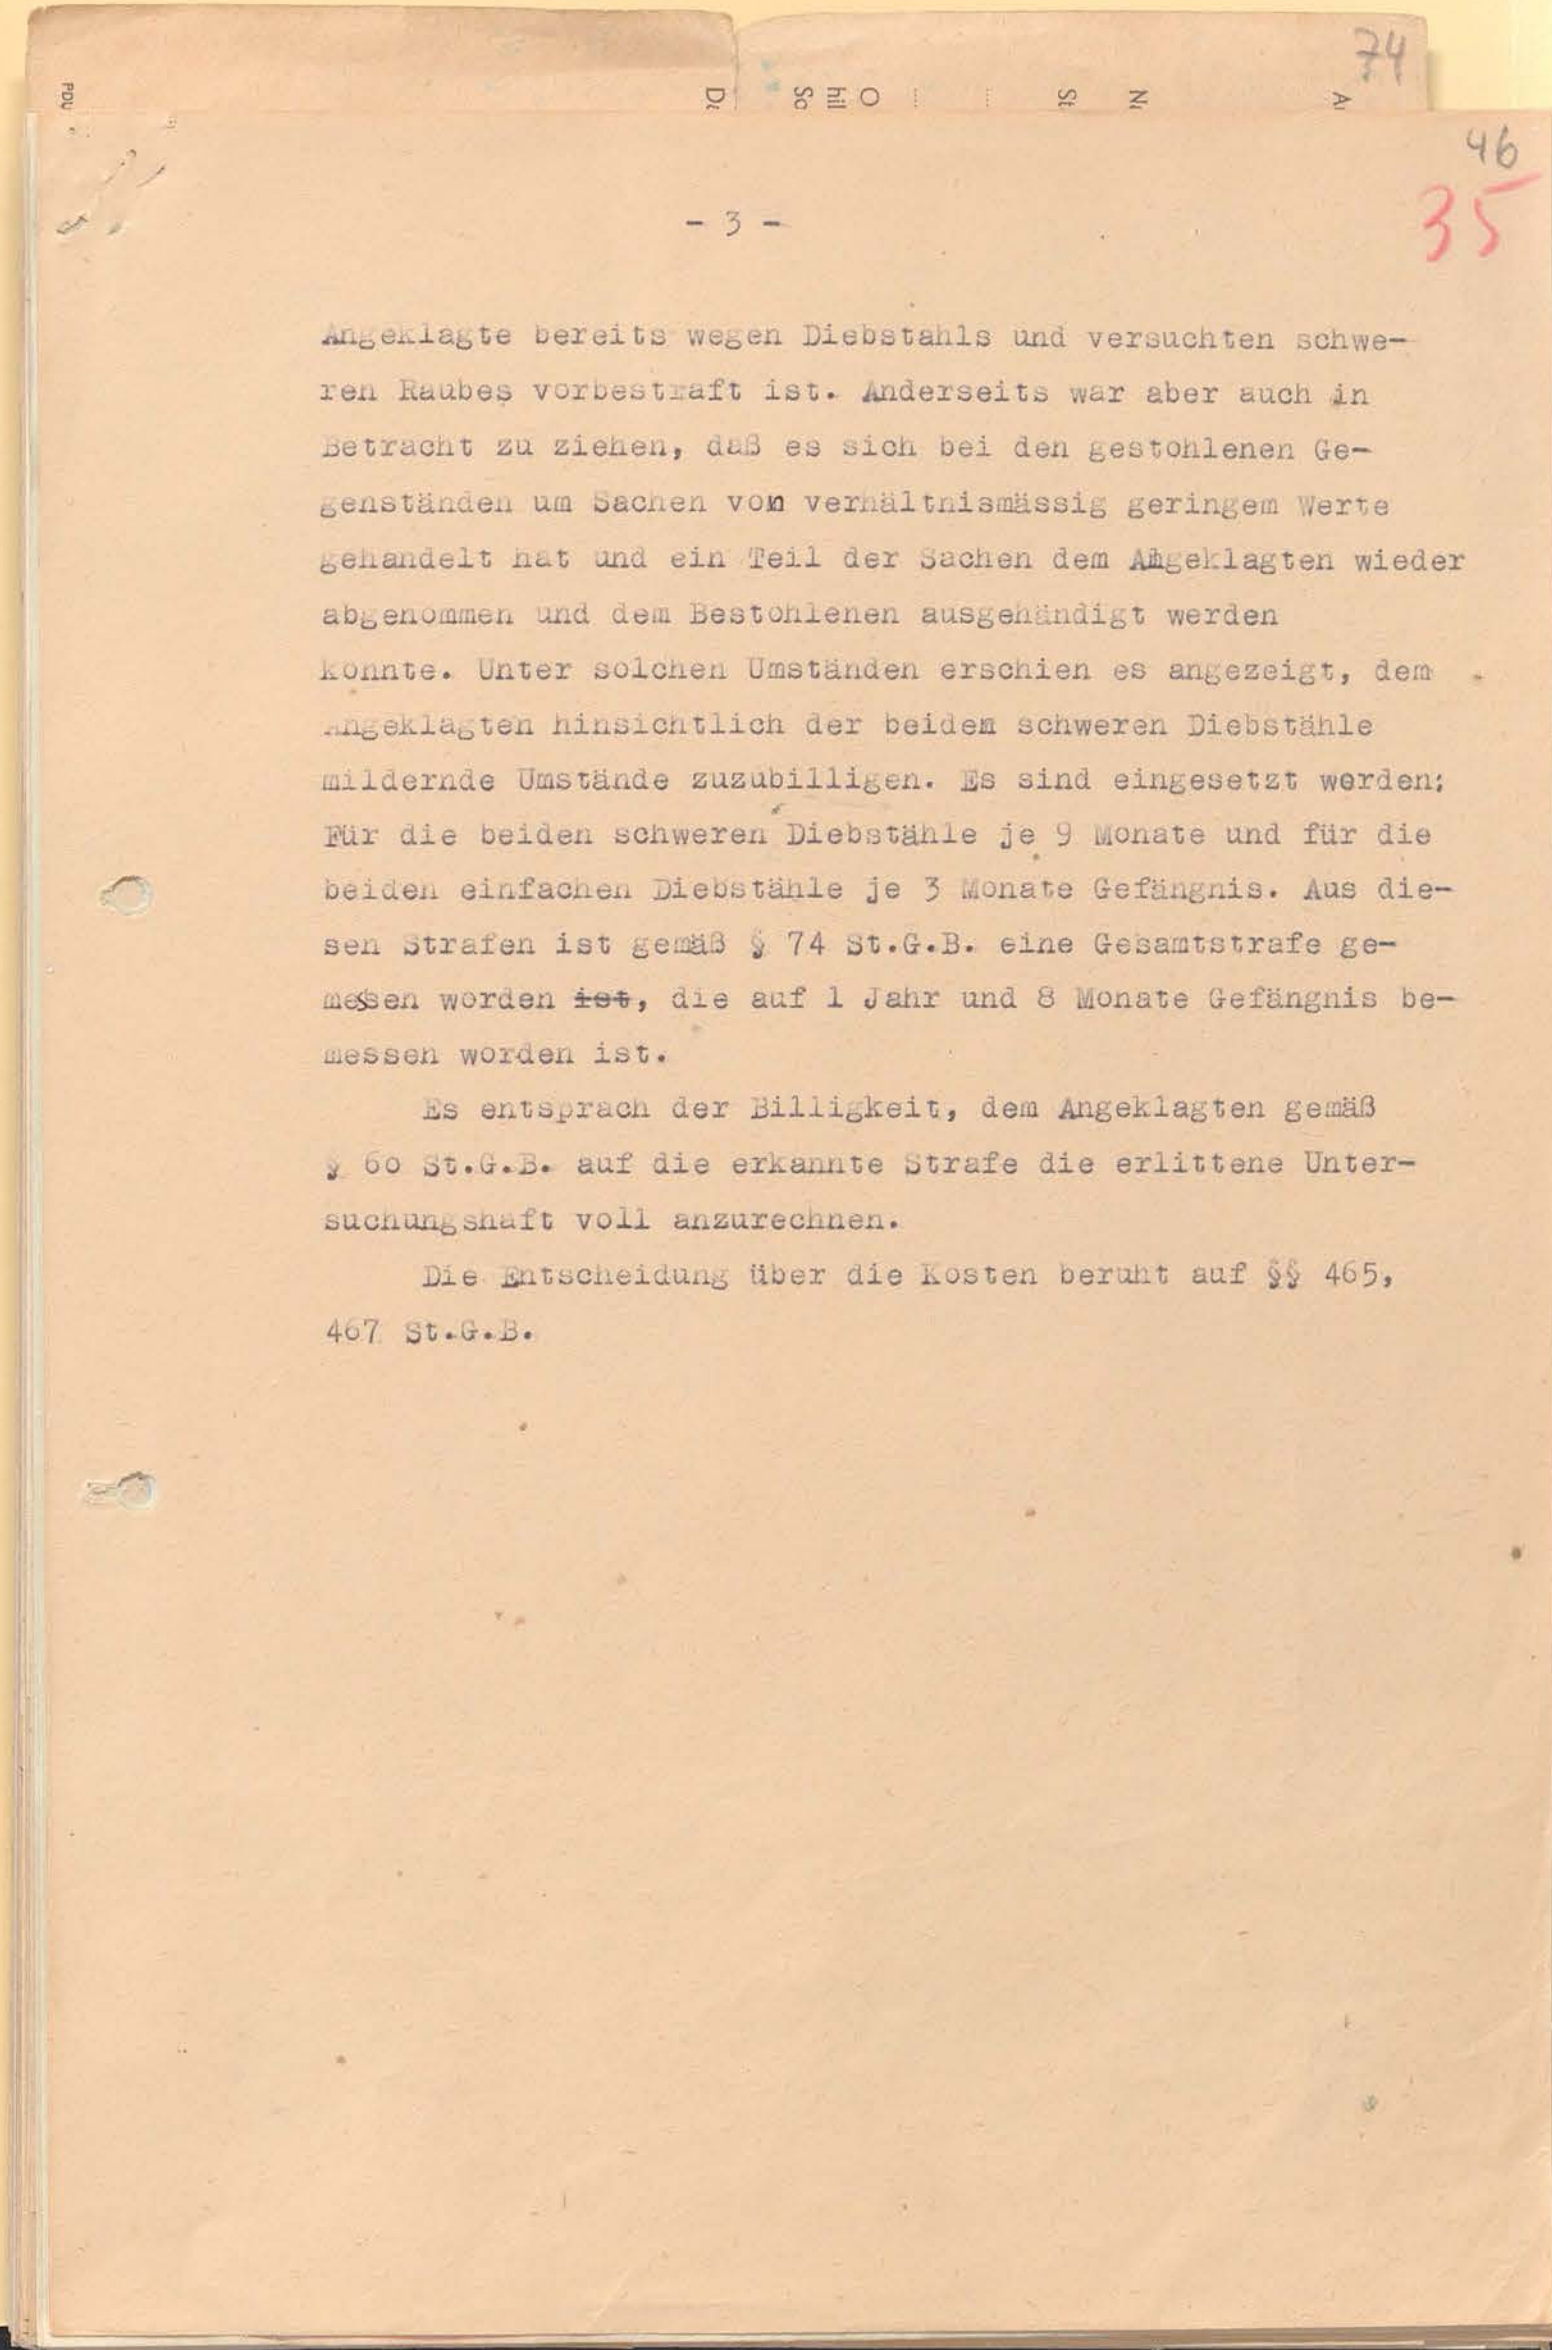 74
46
35
- 3 -
Angeklagte bereits wegen Diebstahls und versuchten schwe-
ren Raubes vorbestraft ist. Anderseits war aber auch in
Betracht zu ziehen, daß es sich bei den gestohlenen Ge-
genständen um Sachen von verhältnismässig geringem Werte
gehandelt hat und ein Teil der Sachen dem Angeklagten wieder
abgenommen und dem Bestohlenen ausgehändigt werden
konnte. Unter solchen Umständen erschien es angezeigt, dem
Angeklagten hinsichtlich der beiden schweren Diebstähle
mildernde Umstände zuzubilligen. Es sind eingesetzt worden:
Für die beiden schweren Diebstähle je 9 Monate und für die
beiden einfachen Diebstähle je 3 Monate Gefängnis. Aus die-
sen Strafen ist gemäß § 74 St.G.B. eine Gesamtstrafe ge-
messen worden ist, die auf 1 Jahr und 8 Monate Gefängnis be-
messen worden ist.
Es entsprach der Billigkeit, dem Angeklagten gemäß
§ 60 St.G.B. auf die erkannte Strafe die erlittene Unter-
suchungshaft voll anzurechnen.
Die Entscheidung über die Kosten beruht auf §§ 465,
467 St.G.B.